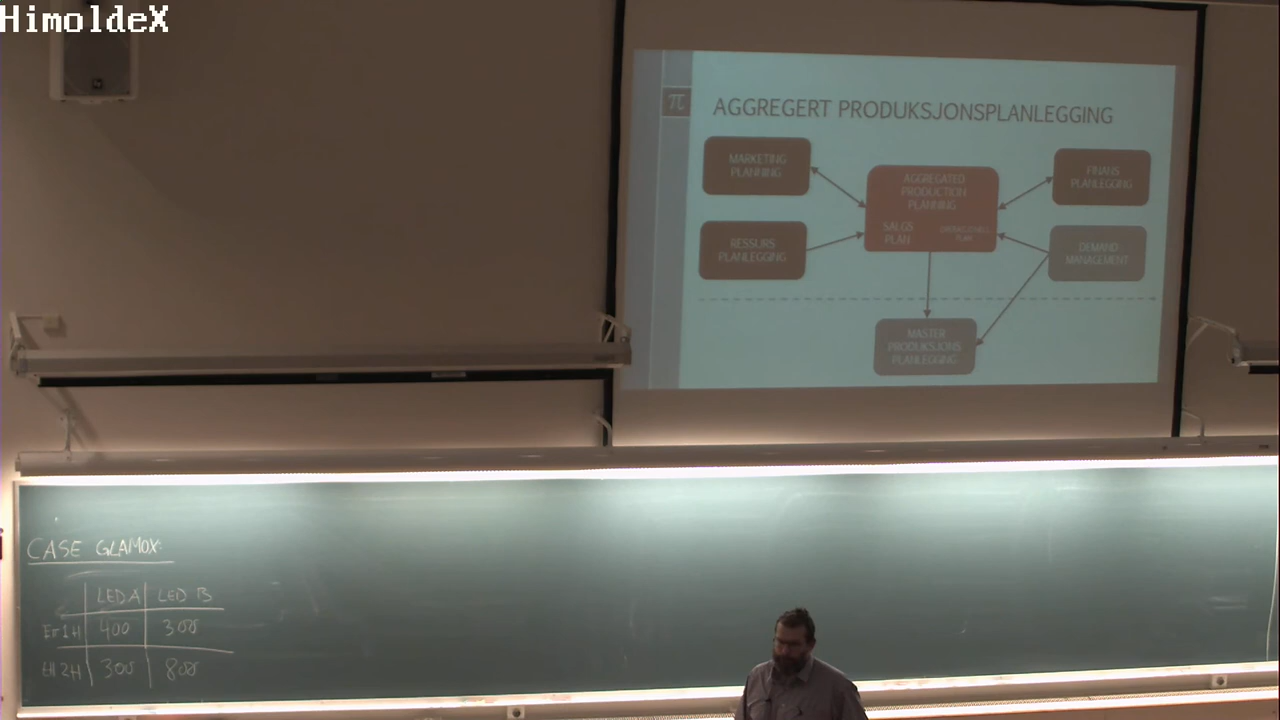 HimoldeX
π
AGGREGERT PRODUKSJONSPLANLEGGING
MARKETING
PLANNING
AGGREGATED
PRODUCTION
PLANNING
SALGS
PLAN
FINANS
PLANLEGGING
RESSURS
PLANLEGGING
DEMAND
MANAGEMENT
MASTER
PRODUKSJONS
PLANLEGGING
CASE GLAMOX:
LED A LED B
400 300
300 800